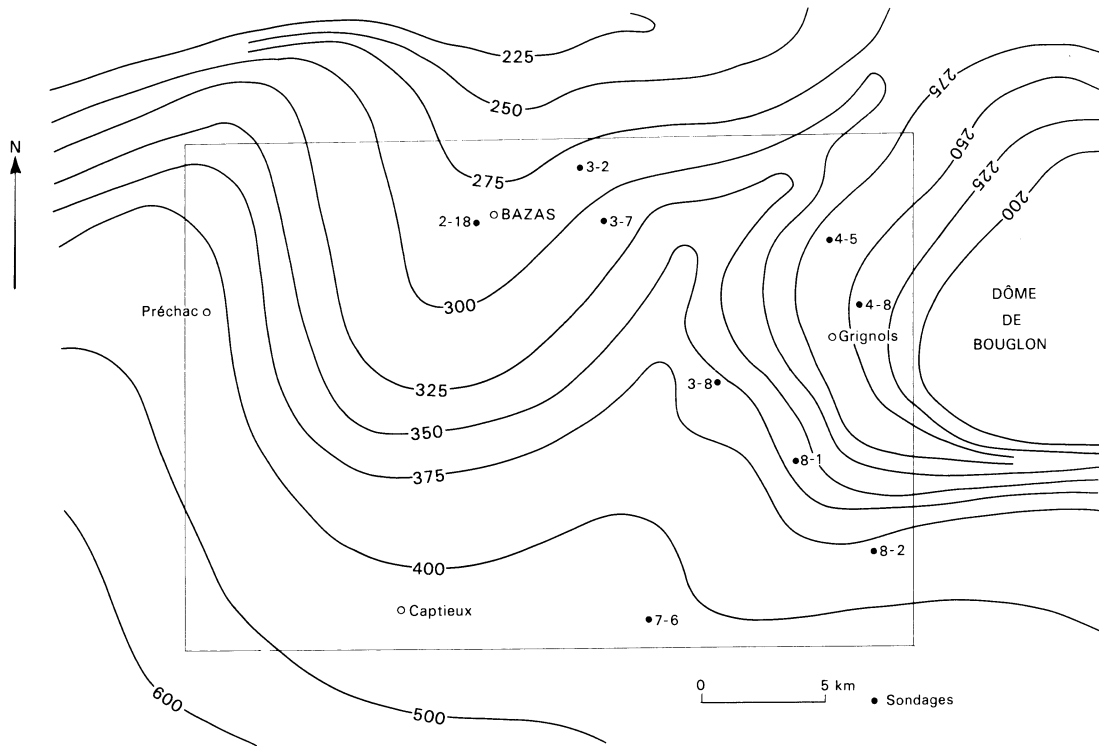 N
225
250
275
3-2
BAZAS
2-18
3-7
300
325
350
375
400
500
600
Préchac
Captieux
7-6
3-8
8-1
8-2
4-5
4-8
Grignols
275
250
225
200
DÔME
DE
BOUGLON
0 5 km
Sondages